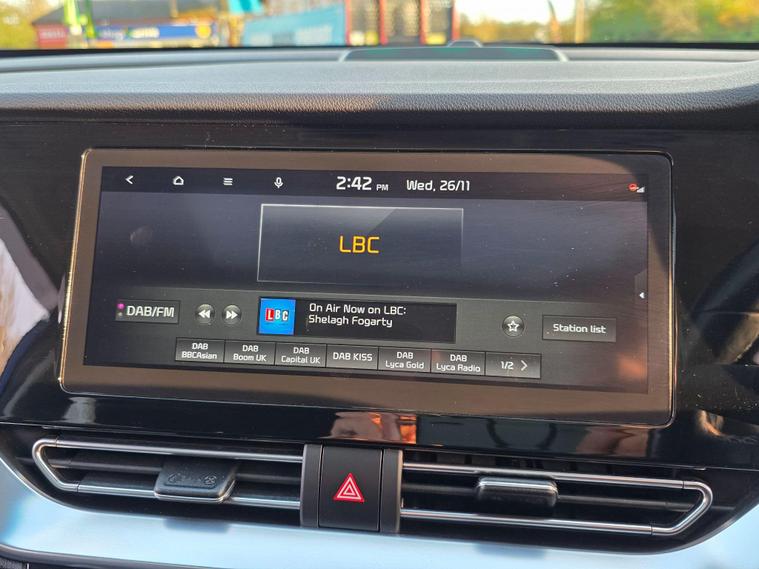 2:42 PM Wed, 26/11
LBC
DAB/FM
LBC
On Air Now on LBC:
Shelagh Fogarty
Station list
DAB
BBCAsian
DAB
Boom UK
DAB
Capital UK
DAB KISS
DAB
Lyca Gold
DAB
Lyca Radio
1/2